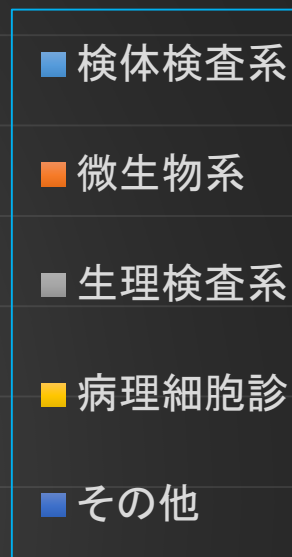 検体検査系
微生物系
生理検査系
病理細胞診
その他